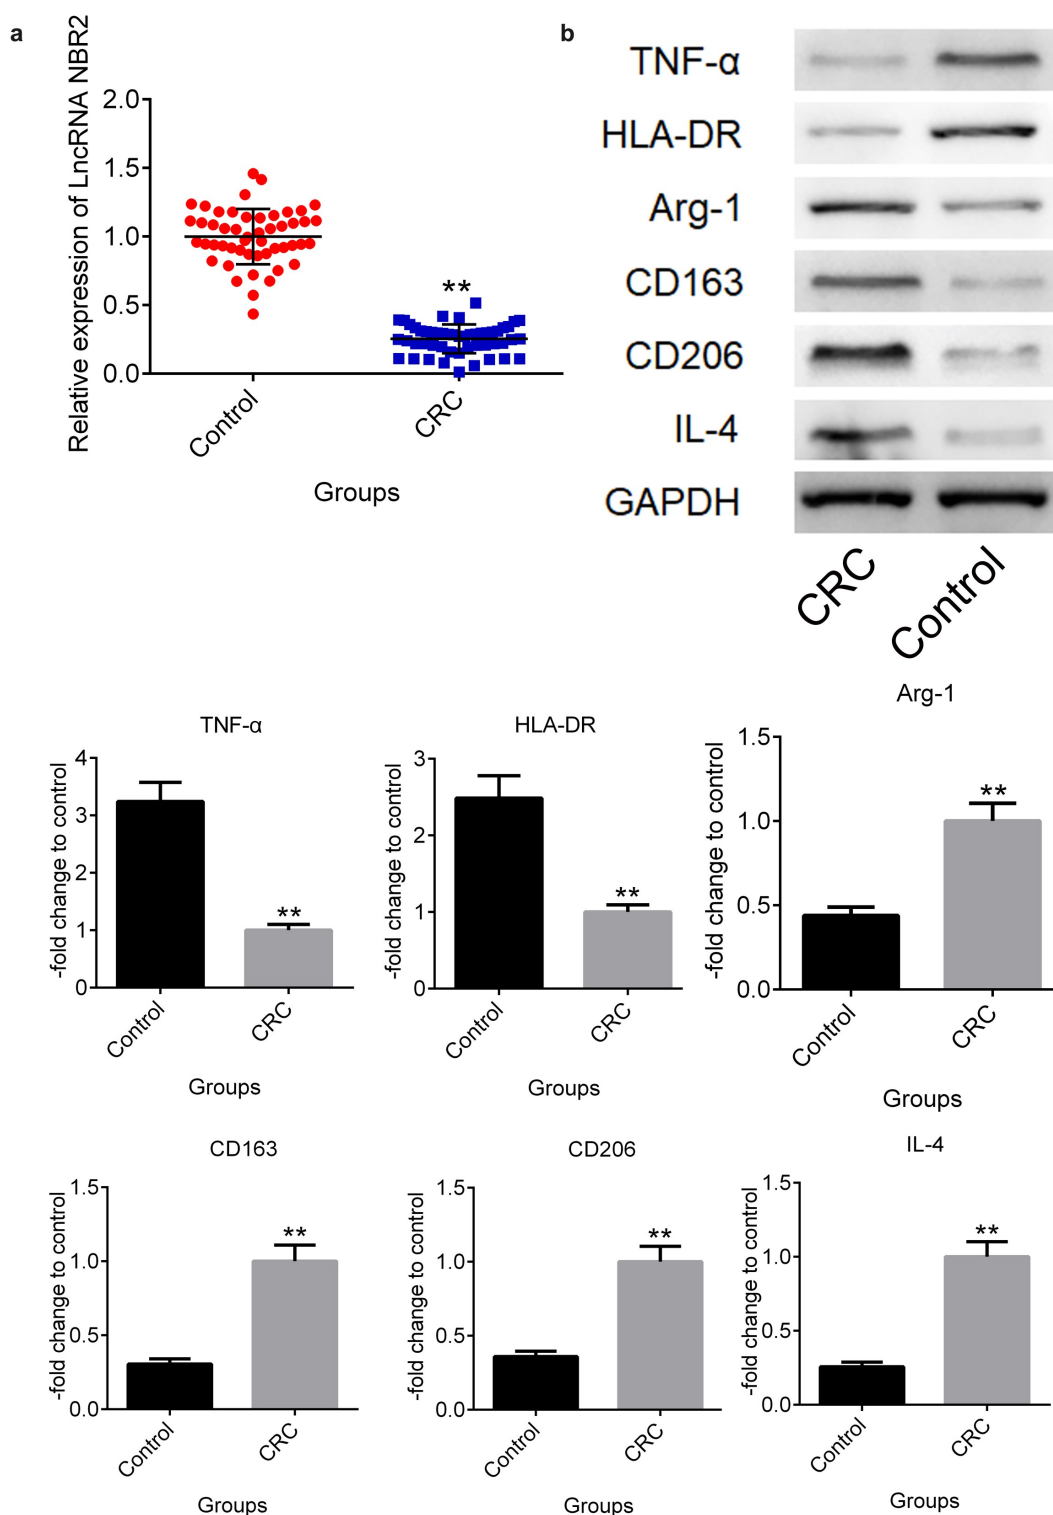 a
Relative expression of LncRNA NBR2
2.0
1.5
1.0
0.5
0.0
**
Control
CRC
Groups
b
TNF-α
HLA-DR
Arg-1
CD163
CD206
IL-4
GAPDH
CRC
Control
TNF-α
-fold change to control
4
3
2
1
0
**
Control
CRC
Groups
HLA-DR
-fold change to control
3
2
1
0
**
Control
CRC
Groups
Arg-1
-fold change to control
1.5
1.0
0.5
0.0
**
Control
CRC
Groups
CD163
-fold change to control
1.5
1.0
0.5
0.0
**
Control
CRC
Groups
CD206
-fold change to control
1.5
1.0
0.5
0.0
**
Control
CRC
Groups
IL-4
-fold change to control
1.5
1.0
0.5
0.0
**
Control
CRC
Groups